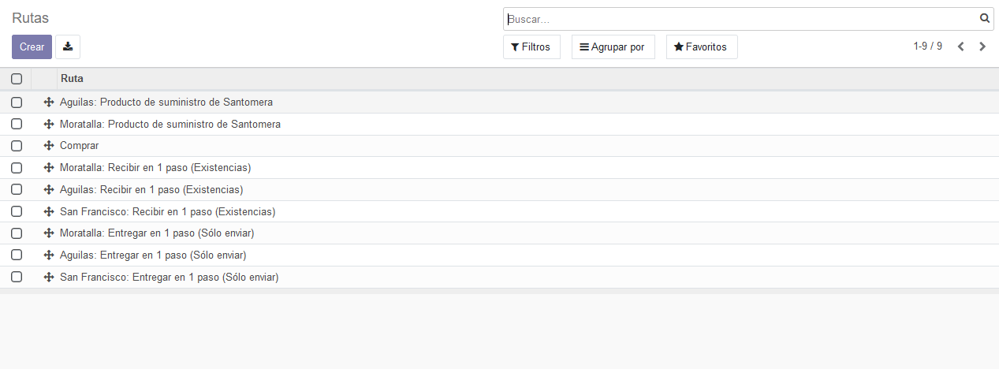 Rutas
Buscar...
Crear
Filtros
Agrupar por
Favoritos
1-9 / 9
Ruta
Aguilas: Producto de suministro de Santomera
Moratalla: Producto de suministro de Santomera
Comprar
Moratalla: Recibir en 1 paso (Existencias)
Aguilas: Recibir en 1 paso (Existencias)
San Francisco: Recibir en 1 paso (Existencias)
Moratalla: Entregar en 1 paso (Sólo enviar)
Aguilas: Entregar en 1 paso (Sólo enviar)
San Francisco: Entregar en 1 paso (Sólo enviar)